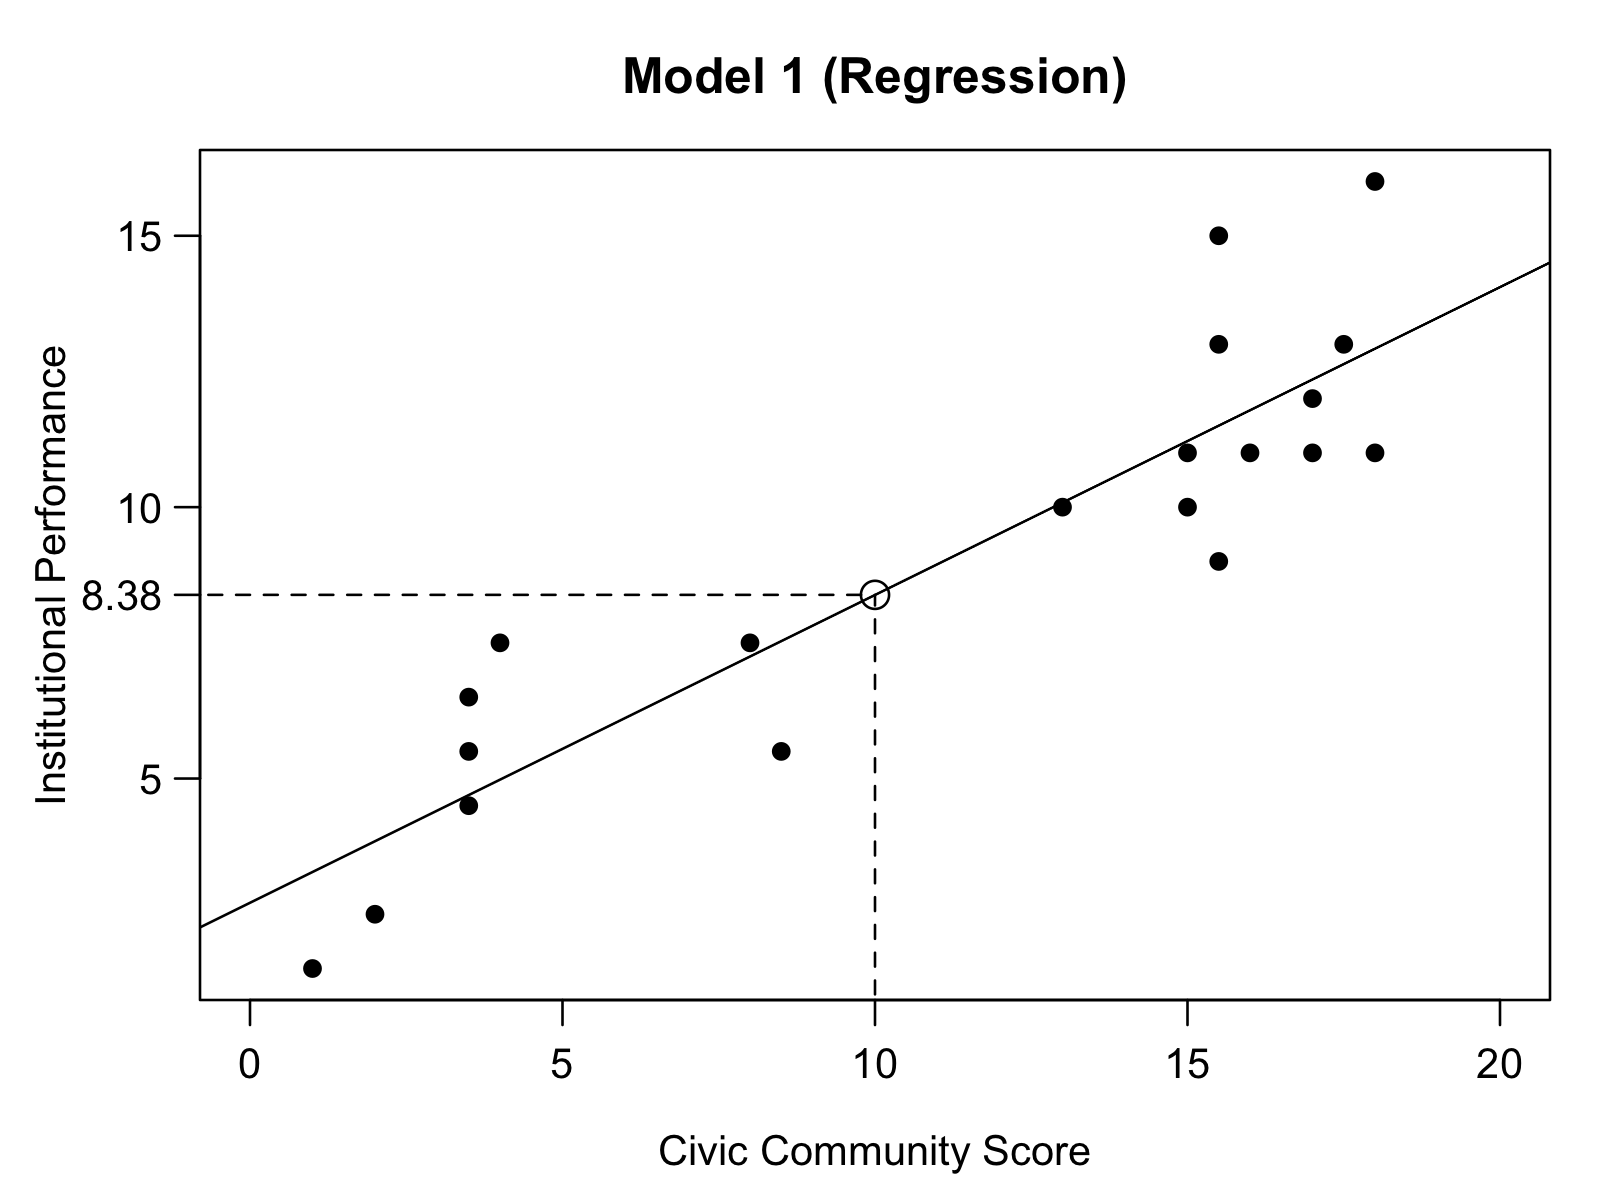 Model 1 (Regression)
Institutional Performance
15
10
8.38
5
0 5 10 15 20
Civic Community Score